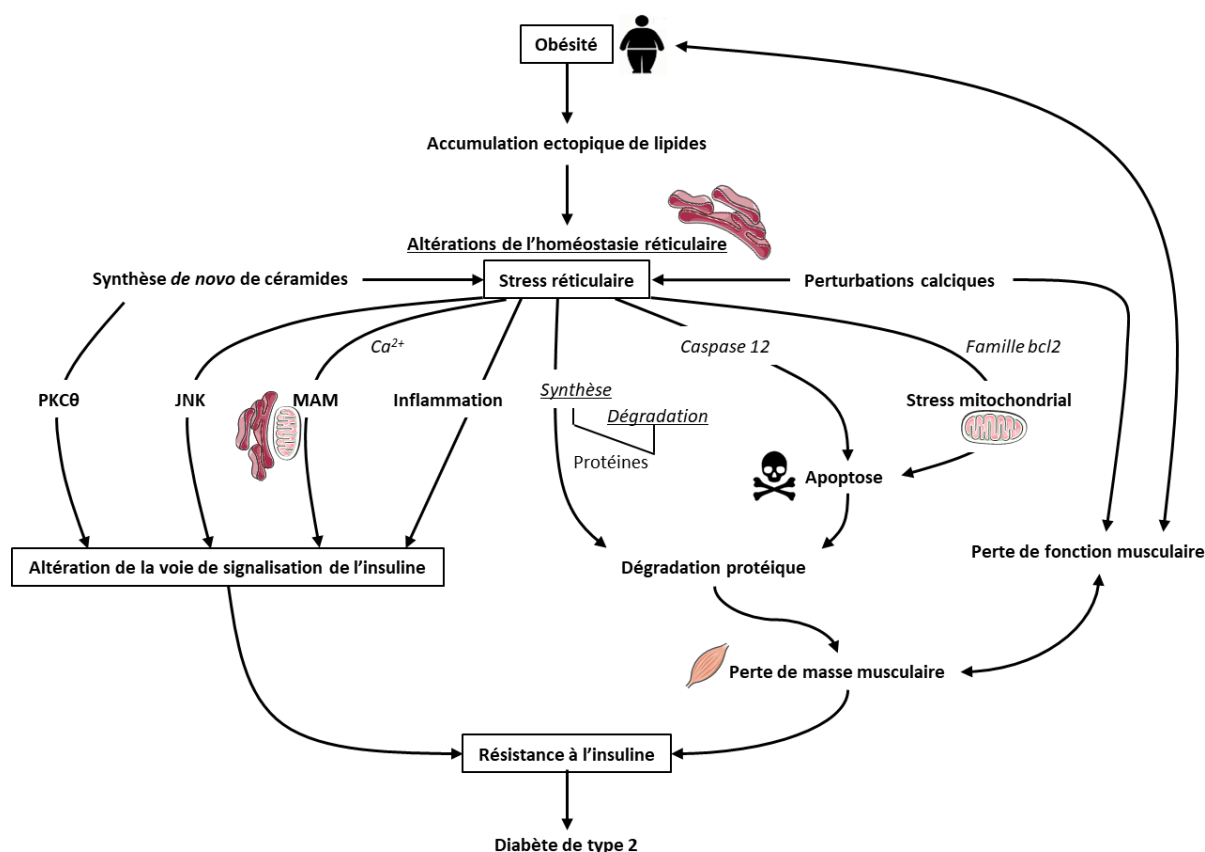 Obésité
Accumulation ectopique de lipides
Altérations de l'homéostasie réticulaire
Synthèse de novo de céramides
Stress réticulaire
Perturbations calciques
Ca²⁺
Caspase 12
Famille bcl2
PKCθ
JNK
MAM
Inflammation
Synthèse
Stress mitochondrial
Dégradation
Protéines
Apoptose
Altération de la voie de signalisation de l'insuline
Dégradation protéique
Perte de fonction musculaire
Perte de masse musculaire
Résistance à l'insuline
Diabète de type 2